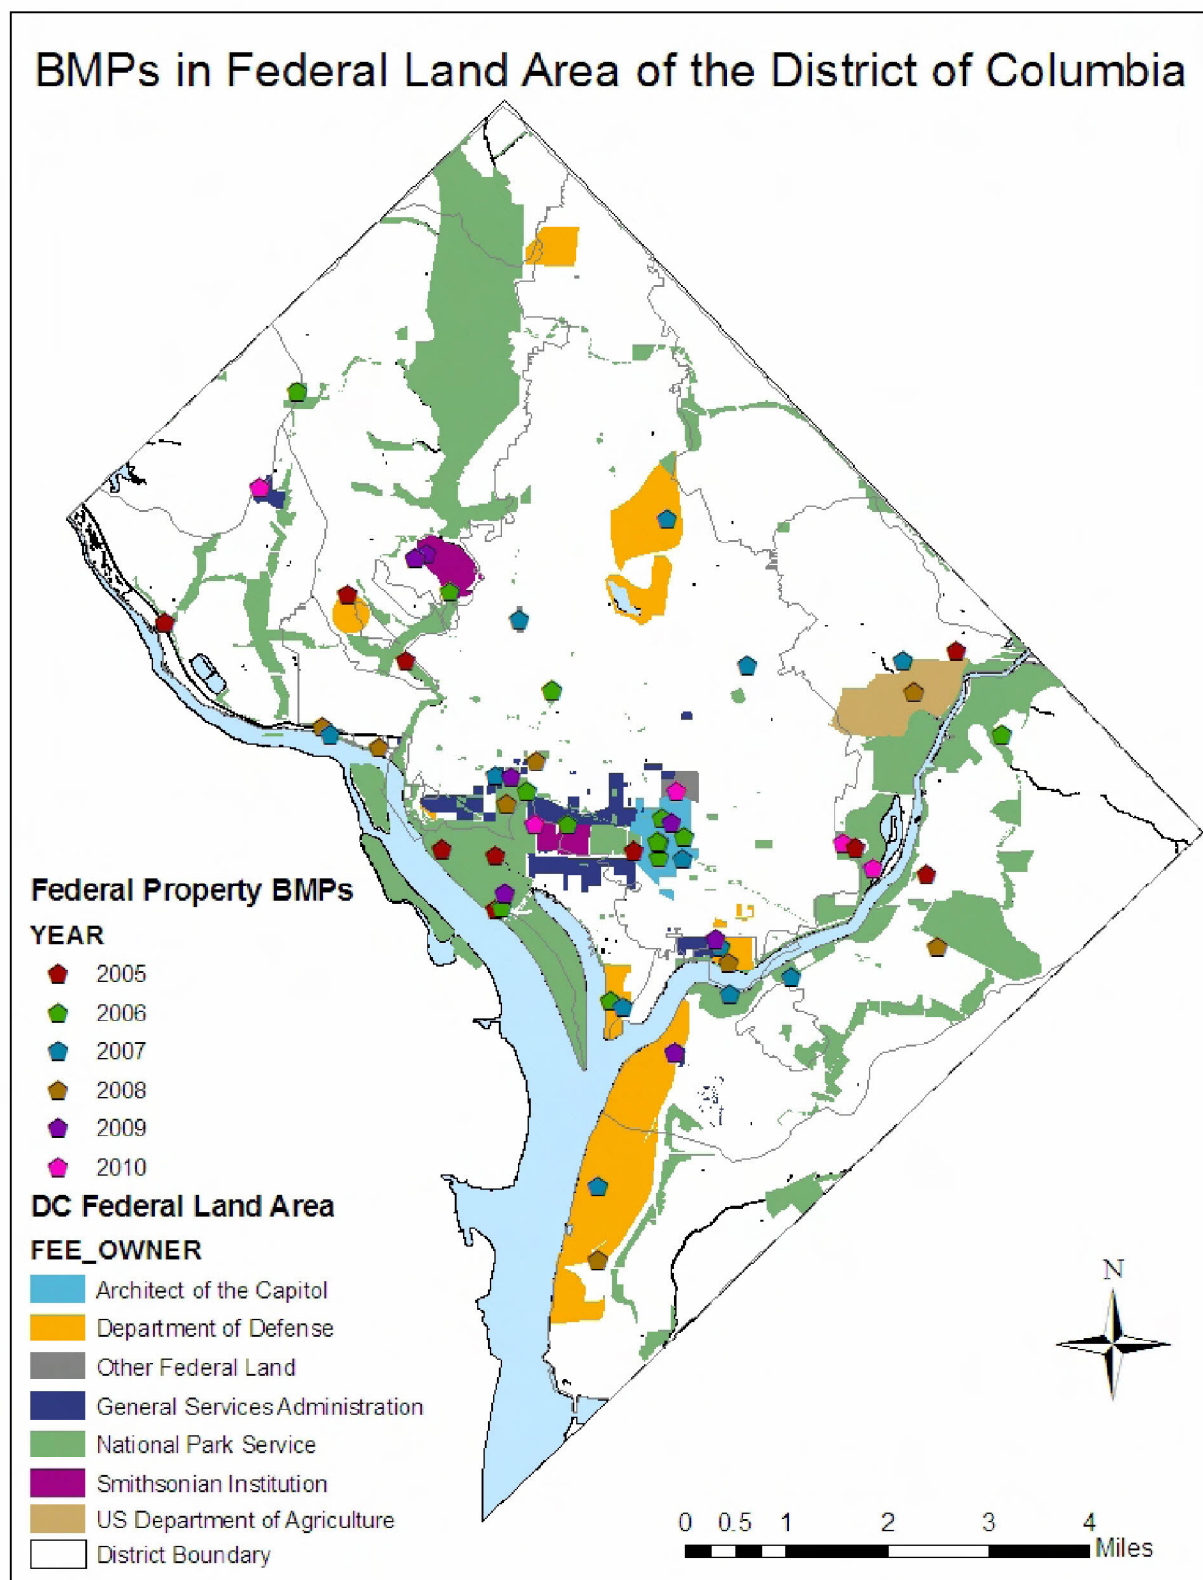 BMPs in Federal Land Area of the District of Columbia
Federal Property BMPs
YEAR
2005
2006
2007
2008
2009
2010
DC Federal Land Area
FEE_OWNER
Architect of the Capitol
Department of Defense
Other Federal Land
General Services Administration
National Park Service
Smithsonian Institution
US Department of Agriculture
District Boundary
N
0 0.5 1 2 3 4
Miles